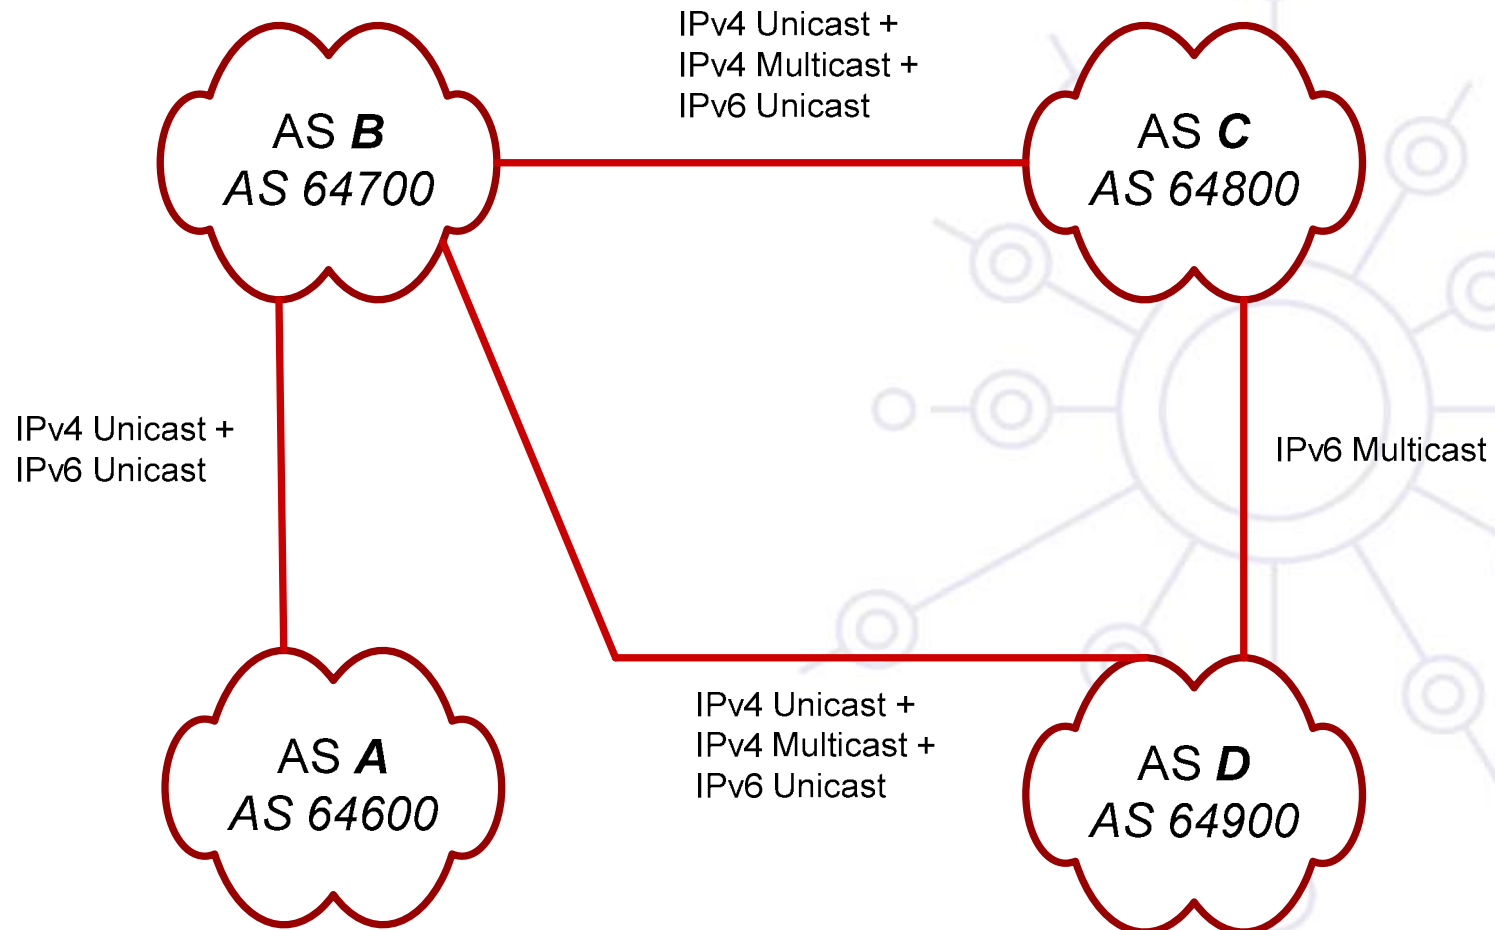 IPv4 Unicast +
IPv4 Multicast +
IPv6 Unicast
AS B
AS 64700
AS C
AS 64800
IPv4 Unicast +
IPv6 Unicast
IPv6 Multicast
IPv4 Unicast +
IPv4 Multicast +
IPv6 Unicast
AS A
AS 64600
AS D
AS 64900